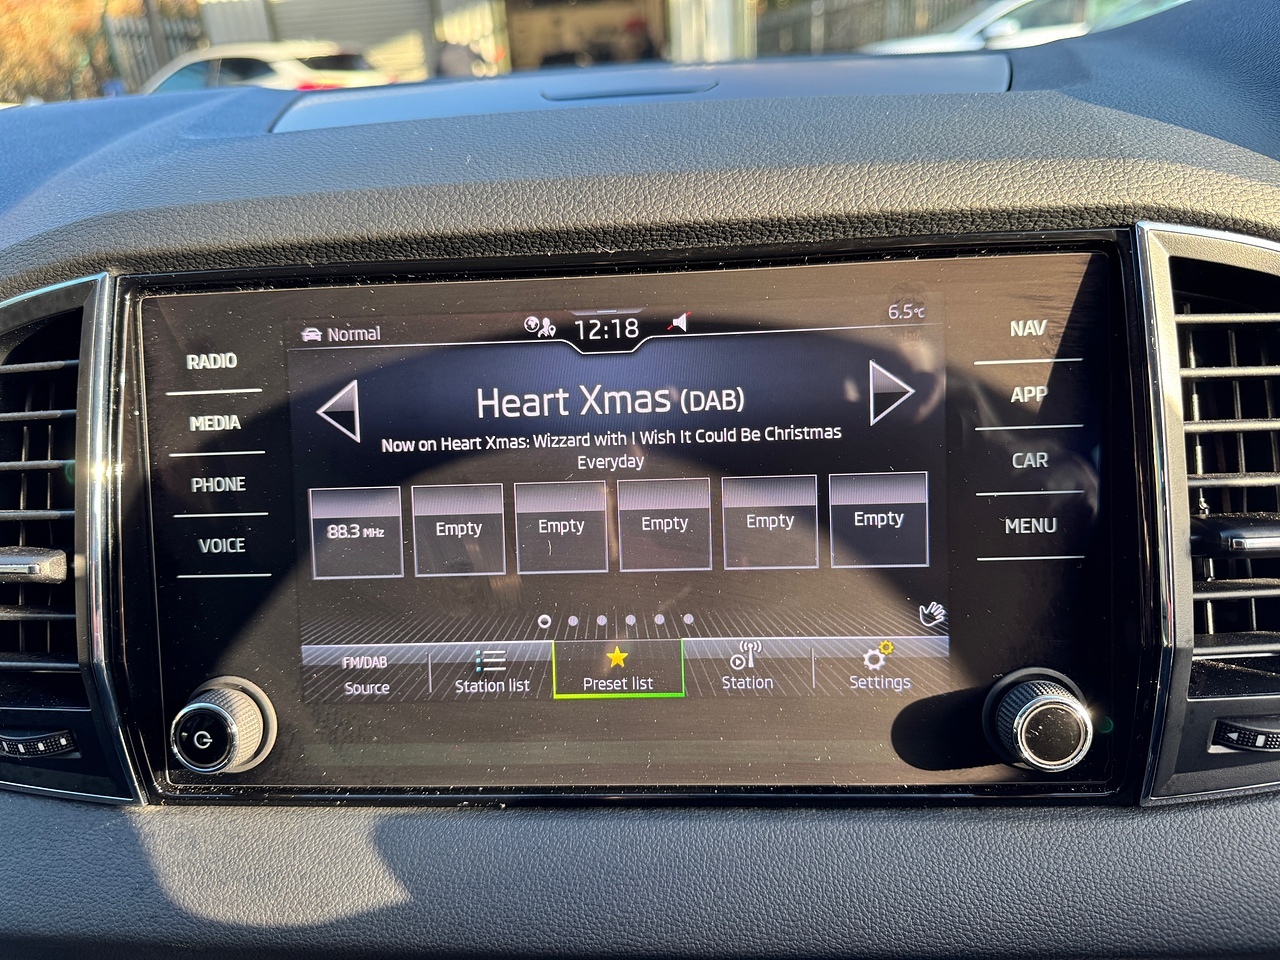 Normal
12:18
6.5°C
RADIO
MEDIA
PHONE
VOICE
Heart Xmas (DAB)
Now on Heart Xmas: Wizzard with I Wish It Could Be Christmas
Everyday
88.3 MHz
Empty
Empty
Empty
Empty
Empty
FM/DAB
Source
Station list
Preset list
Station
Settings
NAV
APP
CAR
MENU